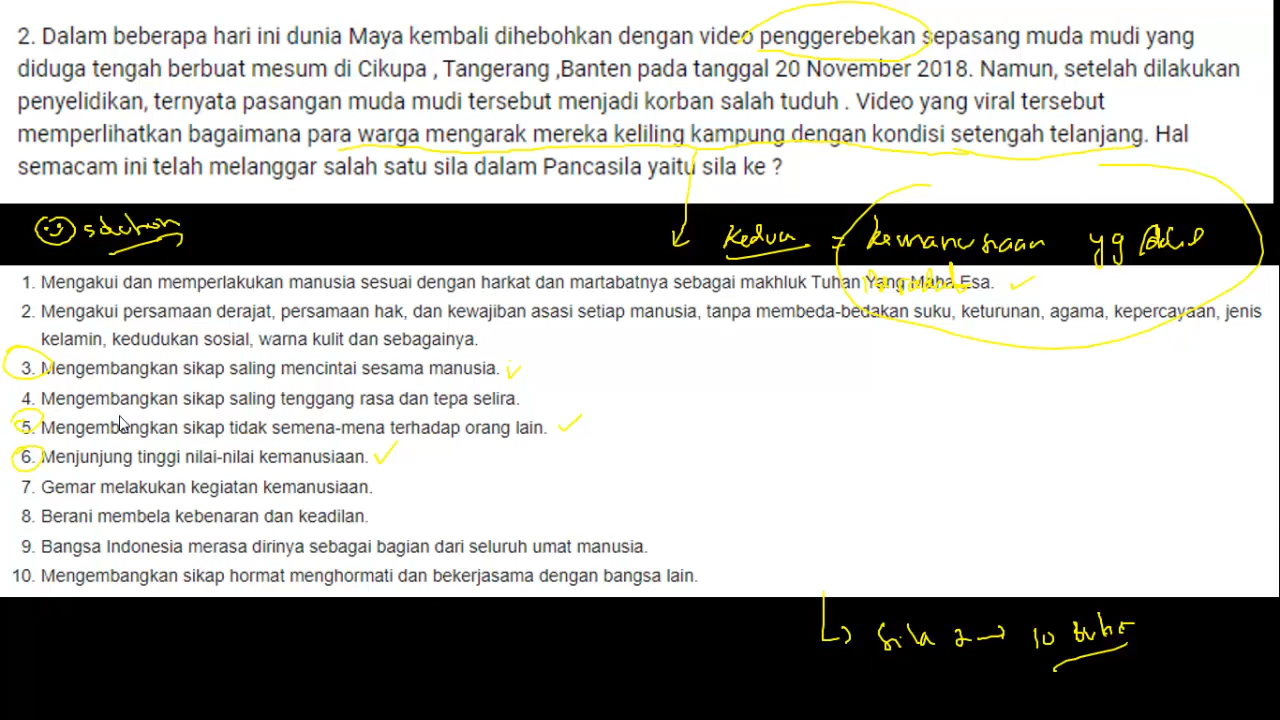 2. Dalam beberapa hari ini dunia Maya kembali dihebohkan dengan video penggerebekan sepasang muda mudi yang
diduga tengah berbuat mesum di Cikupa , Tangerang ,Banten pada tanggal 20 November 2018. Namun, setelah dilakukan
penyelidikan, ternyata pasangan muda mudi tersebut menjadi korban salah tuduh . Video yang viral tersebut
memperlihatkan bagaimana para warga mengarak mereka keliling kampung dengan kondisi setengah telanjang. Hal
semacam ini telah melanggar salah satu sila dalam Pancasila yaitu sila ke ?
solution
kedua = kemanusiaan yg
1. Mengakui dan memperlakukan manusia sesuai dengan harkat dan martabatnya sebagai makhluk Tuhan Yang Maha Esa.
2. Mengakui persamaan derajat, persamaan hak, dan kewajiban asasi setiap manusia, tanpa membeda-bedakan suku, keturunan, agama, kepercayaan, jenis
kelamin, kedudukan sosial, warna kulit dan sebagainya.
3. Mengembangkan sikap saling mencintai sesama manusia.
4. Mengembangkan sikap saling tenggang rasa dan tepa selira.
5. Mengembangkan sikap tidak semena-mena terhadap orang lain.
6. Menjunjung tinggi nilai-nilai kemanusiaan.
7. Gemar melakukan kegiatan kemanusiaan.
8. Berani membela kebenaran dan keadilan.
9. Bangsa Indonesia merasa dirinya sebagai bagian dari seluruh umat manusia.
10. Mengembangkan sikap hormat menghormati dan bekerjasama dengan bangsa lain.
Sila 2 → 10